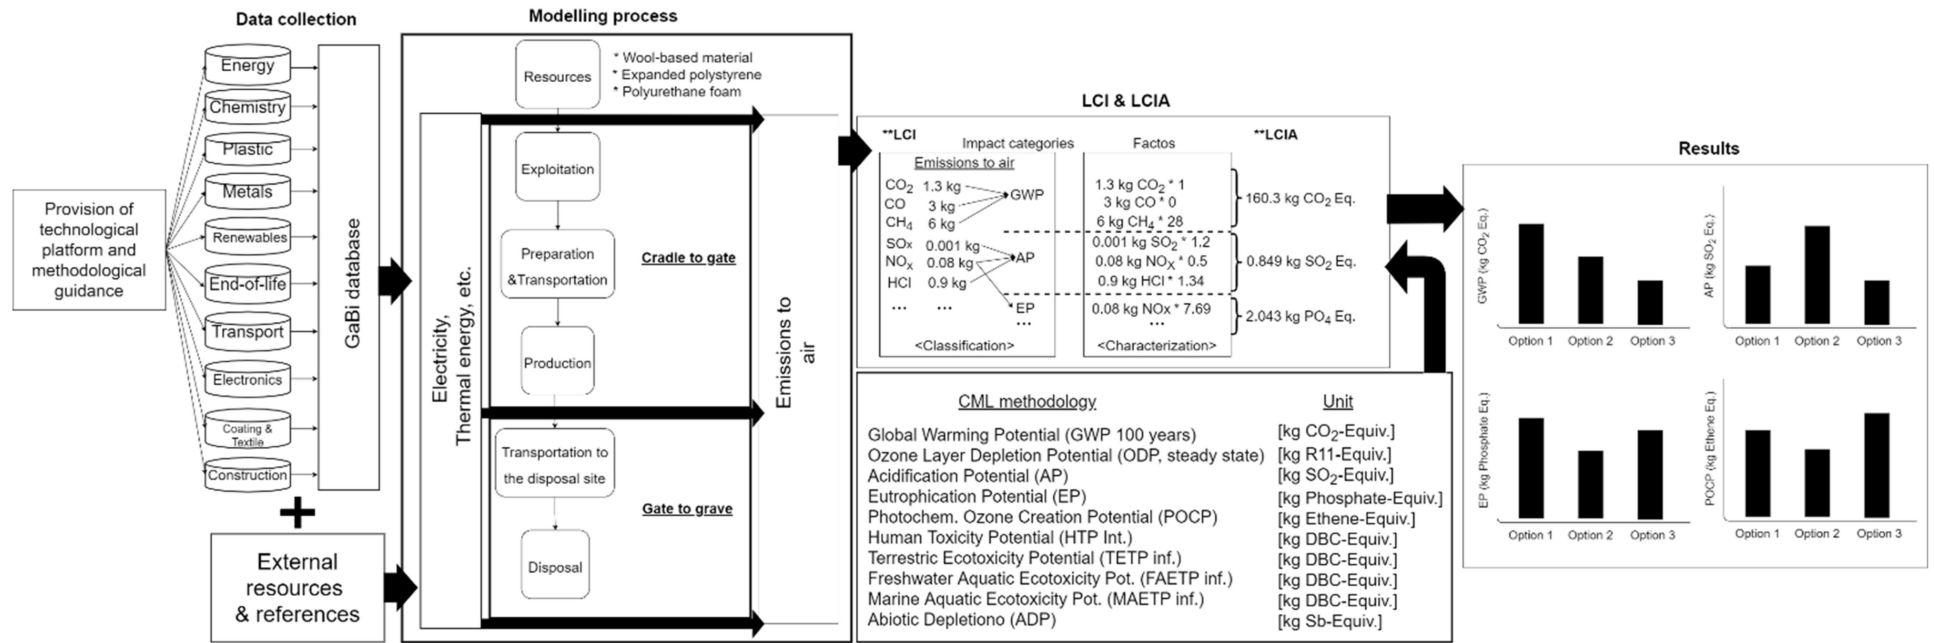 Data collection
Provision of
technological
platform and
methodological
guidance
Energy
Chemistry
Plastic
Metals
Renewables
End-of-life
Transport
Electronics
Coating &
Textile
Construction
GaBi database
+
External
resources
& references
Modelling process
Resources
* Wool-based material
* Expanded polystyrene
* Polyurethane foam
Electricity,
Thermal energy, etc.
Exploitation
Preparation
&Transportation
Production
Cradle to gate
Transportation to
the disposal site
Disposal
Gate to grave
Emissions to
air
LCI & LCIA
**LCI
Impact categories
Factos
**LCIA
Emissions to air
CO₂ 1.3 kg
CO 3 kg
CH₄ 6 kg
GWP
SOx 0.001 kg
NOₓ 0.08 kg
HCl 0.9 kg
AP
... ...
EP
...
<Classification>
1.3 kg CO₂ * 1
3 kg CO * 0
6 kg CH₄ * 28
0.001 kg SO₂ * 1.2
0.08 kg NOₓ * 0.5
0.9 kg HCl * 1.34
0.08 kg NOx * 7.69
...
<Characterization>
160.3 kg CO₂ Eq.
0.849 kg SO₂ Eq.
2.043 kg PO₄ Eq.
CML methodology Unit
Global Warming Potential (GWP 100 years) [kg CO₂-Equiv.]
Ozone Layer Depletion Potential (ODP, steady state) [kg R11-Equiv.]
Acidification Potential (AP) [kg SO₂-Equiv.]
Eutrophication Potential (EP) [kg Phosphate-Equiv.]
Photochem. Ozone Creation Potential (POCP) [kg Ethene-Equiv.]
Human Toxicity Potential (HTP Int.) [kg DBC-Equiv.]
Terrestric Ecotoxicity Potential (TETP inf.) [kg DBC-Equiv.]
Freshwater Aquatic Ecotoxicity Pot. (FAETP inf.) [kg DBC-Equiv.]
Marine Aquatic Ecotoxicity Pot. (MAETP inf.) [kg DBC-Equiv.]
Abiotic Depletiono (ADP) [kg Sb-Equiv.]
Results
GWP (kg CO₂ Eq.)
Option 1 Option 2 Option 3
AP (kg SO₂ Eq.)
Option 1 Option 2 Option 3
EP (kg Phosphate Eq.)
Option 1 Option 2 Option 3
POCP (kg Ethene Eq.)
Option 1 Option 2 Option 3